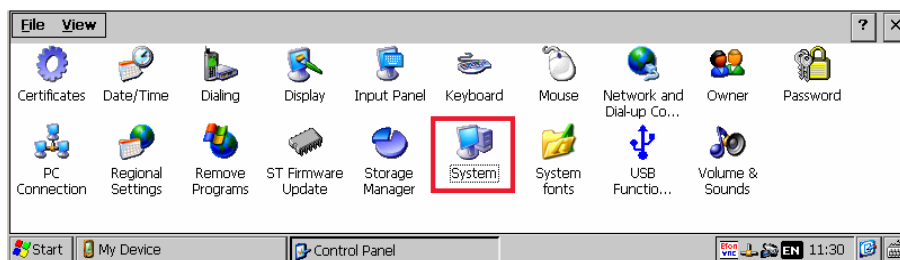 File View ? ×
Certificates Date/Time Dialing Display Input Panel Keyboard Mouse Network and Owner Password
Dial-up Co...
PC Regional Remove ST Firmware Storage System System USB Volume &
Connection Settings Programs Update Manager fonts Functio... Sounds
Start My Device Control Panel Efon VNC EN 11:30